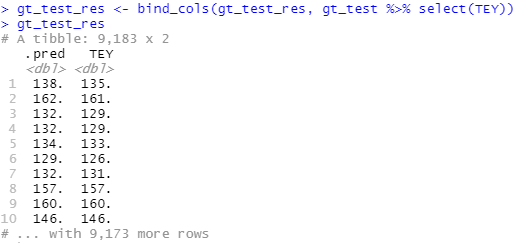 > gt_test_res <- bind_cols(gt_test_res, gt_test %>% select(TEY))
> gt_test_res
# A tibble: 9,183 x 2
.pred TEY
<dbl> <dbl>
1 138. 135.
2 162. 161.
3 132. 129.
4 132. 129.
5 134. 133.
6 129. 126.
7 132. 131.
8 157. 157.
9 160. 160.
10 146. 146.
# ... with 9,173 more rows